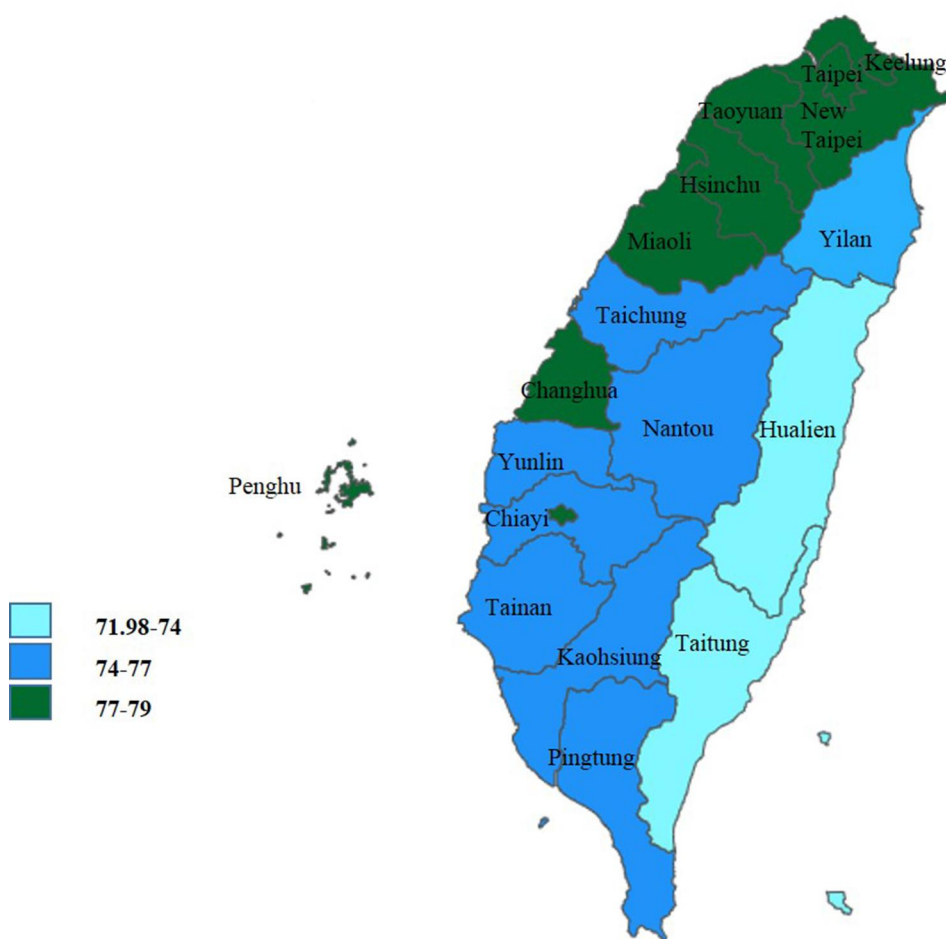 Keelung
Taipei
Taoyuan
New
Taipei
Hsinchu
Miaoli
Yilan
Taichung
Changhua
Nantou
Hualien
Yunlin
Penghu
Chiayi
Tainan
Taitung
Kaohsiung
Pingtung
71.98-74
74-77
77-79